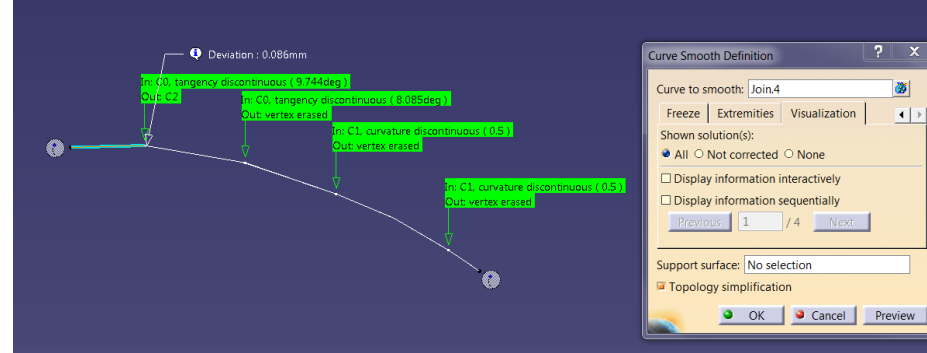 Deviation : 0.086mm
In: C0, tangency discontinuous ( 9.744deg )
Out: C2
In: C0, tangency discontinuous ( 8.085deg )
Out: vertex erased
In: C1, curvature discontinuous ( 0.5 )
Out: vertex erased
In: C1, curvature discontinuous ( 0.5 )
Out: vertex erased
Curve Smooth Definition
? X
Curve to smooth: Join.4
Freeze Extremities Visualization
Shown solution(s):
All Not corrected None
Display information interactively
Display information sequentially
Previous 1 / 4 Next
Support surface: No selection
Topology simplification
OK Cancel Preview